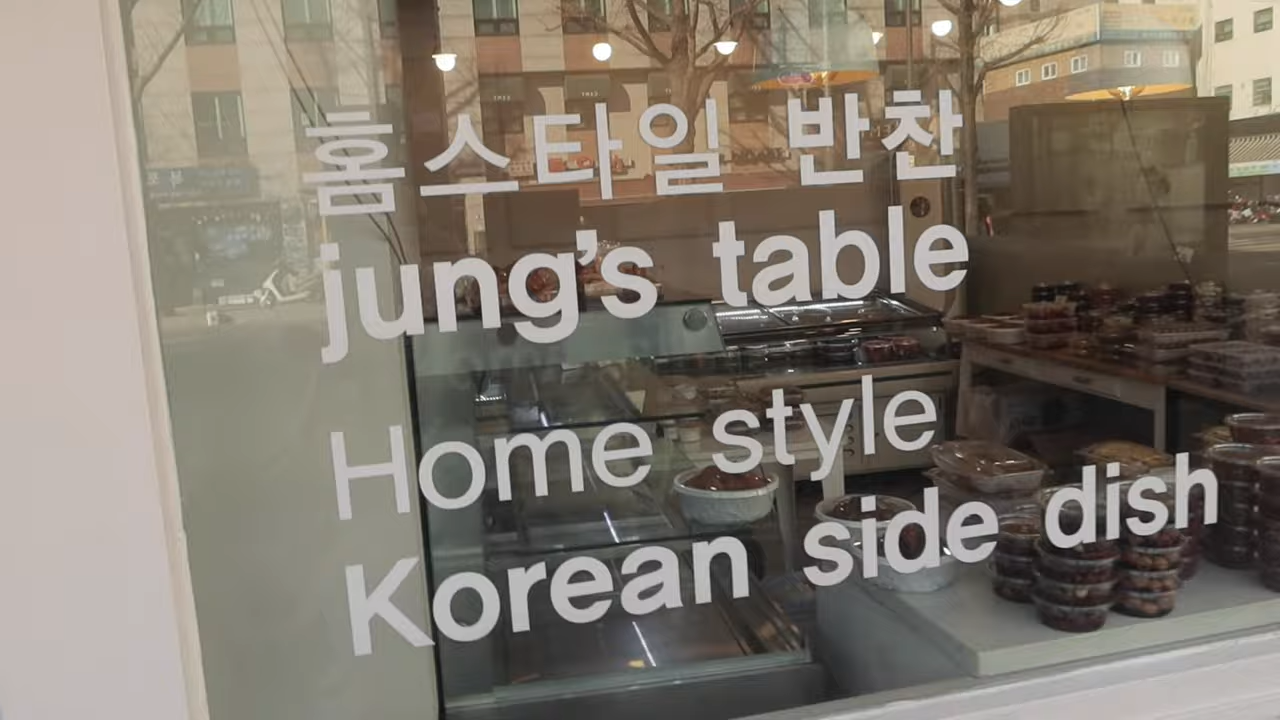 홈스타일 반찬
jung's table
Home style
Korean side dish